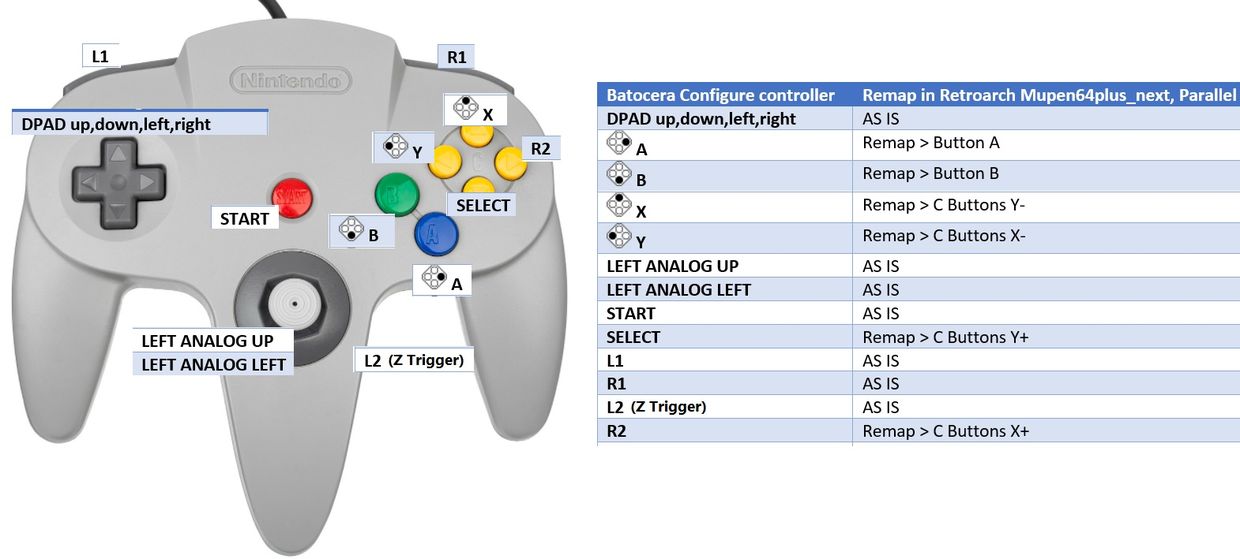 L1
R1
Nintendo
X
DPAD up,down,left,right
Y
R2
START
B
SELECT
START
B
A
A
LEFT ANALOG UP
LEFT ANALOG LEFT
L2 (Z Trigger)
Batocera Configure controller Remap in Retroarch Mupen64plus_next, Parallel
DPAD up,down,left,right AS IS
A Remap > Button A
B Remap > Button B
X Remap > C Buttons Y-
Y Remap > C Buttons X-
LEFT ANALOG UP AS IS
LEFT ANALOG LEFT AS IS
START AS IS
SELECT Remap > C Buttons Y+
L1 AS IS
R1 AS IS
L2 (Z Trigger) AS IS
R2 Remap > C Buttons X+